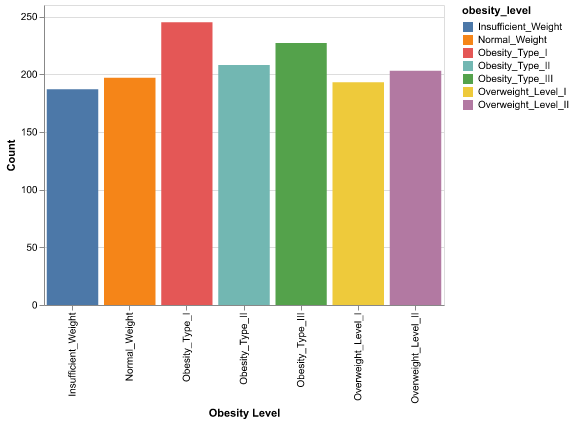 250
200
150
100
50
0
Count
Insufficient_Weight
Normal_Weight
Obesity_Type_I
Obesity_Type_II
Obesity_Type_III
Overweight_Level_I
Overweight_Level_II
Obesity Level
obesity_level
Insufficient_Weight
Normal_Weight
Obesity_Type_I
Obesity_Type_II
Obesity_Type_III
Overweight_Level_I
Overweight_Level_II